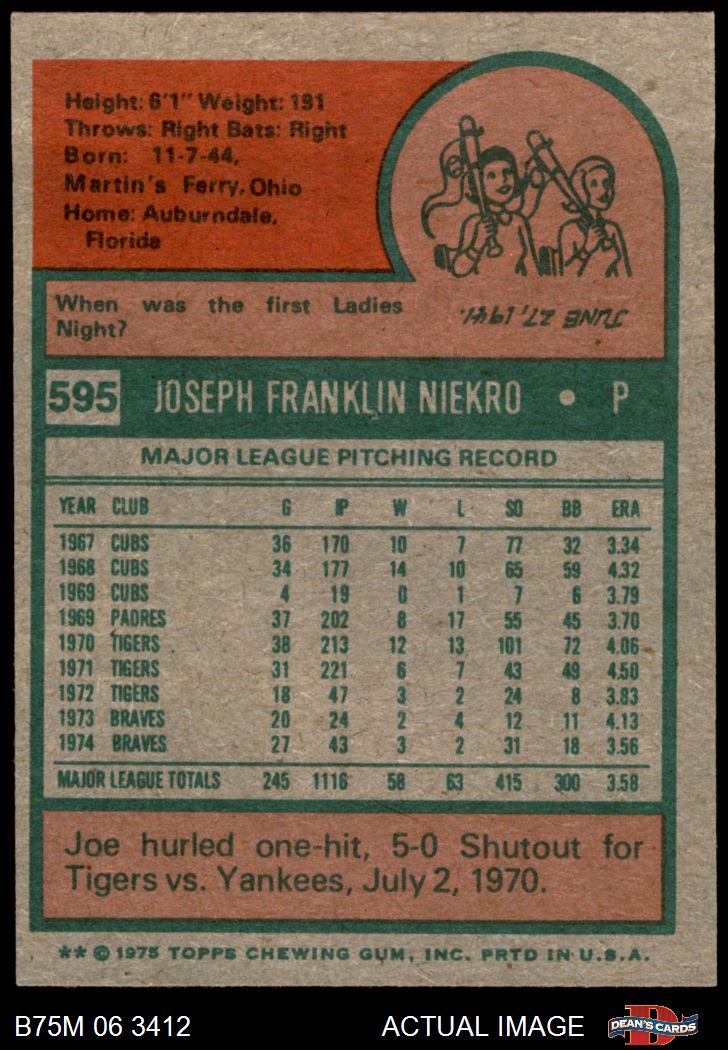 Height: 6'1" Weight: 191
Throws: Right Bats: Right
Born: 11-7-44,
Martin's Ferry, Ohio
Home: Auburndale,
Florida
When was the first Ladies
Night?
JUNE 27, 1941.
595 JOSEPH FRANKLIN NIEKRO • P
MAJOR LEAGUE PITCHING RECORD
YEAR CLUB G IP W L SO BB ERA
1967 CUBS 36 170 10 7 77 32 3.34
1968 CUBS 34 177 14 10 65 59 4.32
1969 CUBS 4 19 0 1 7 6 3.79
1969 PADRES 37 202 8 17 55 45 3.70
1970 TIGERS 38 213 12 13 101 72 4.06
1971 TIGERS 31 221 6 7 43 49 4.50
1972 TIGERS 18 47 3 2 24 8 3.83
1973 BRAVES 20 24 2 4 12 11 4.13
1974 BRAVES 27 43 3 2 31 18 3.56
MAJOR LEAGUE TOTALS 245 1116 58 63 415 300 3.58
Joe hurled one-hit, 5-0 Shutout for
Tigers vs. Yankees, July 2, 1970.
** © 1975 TOPPS CHEWING GUM, INC. PRTD IN U.S.A.
B75M 06 3412 ACTUAL IMAGE D DEAN'S CARDS